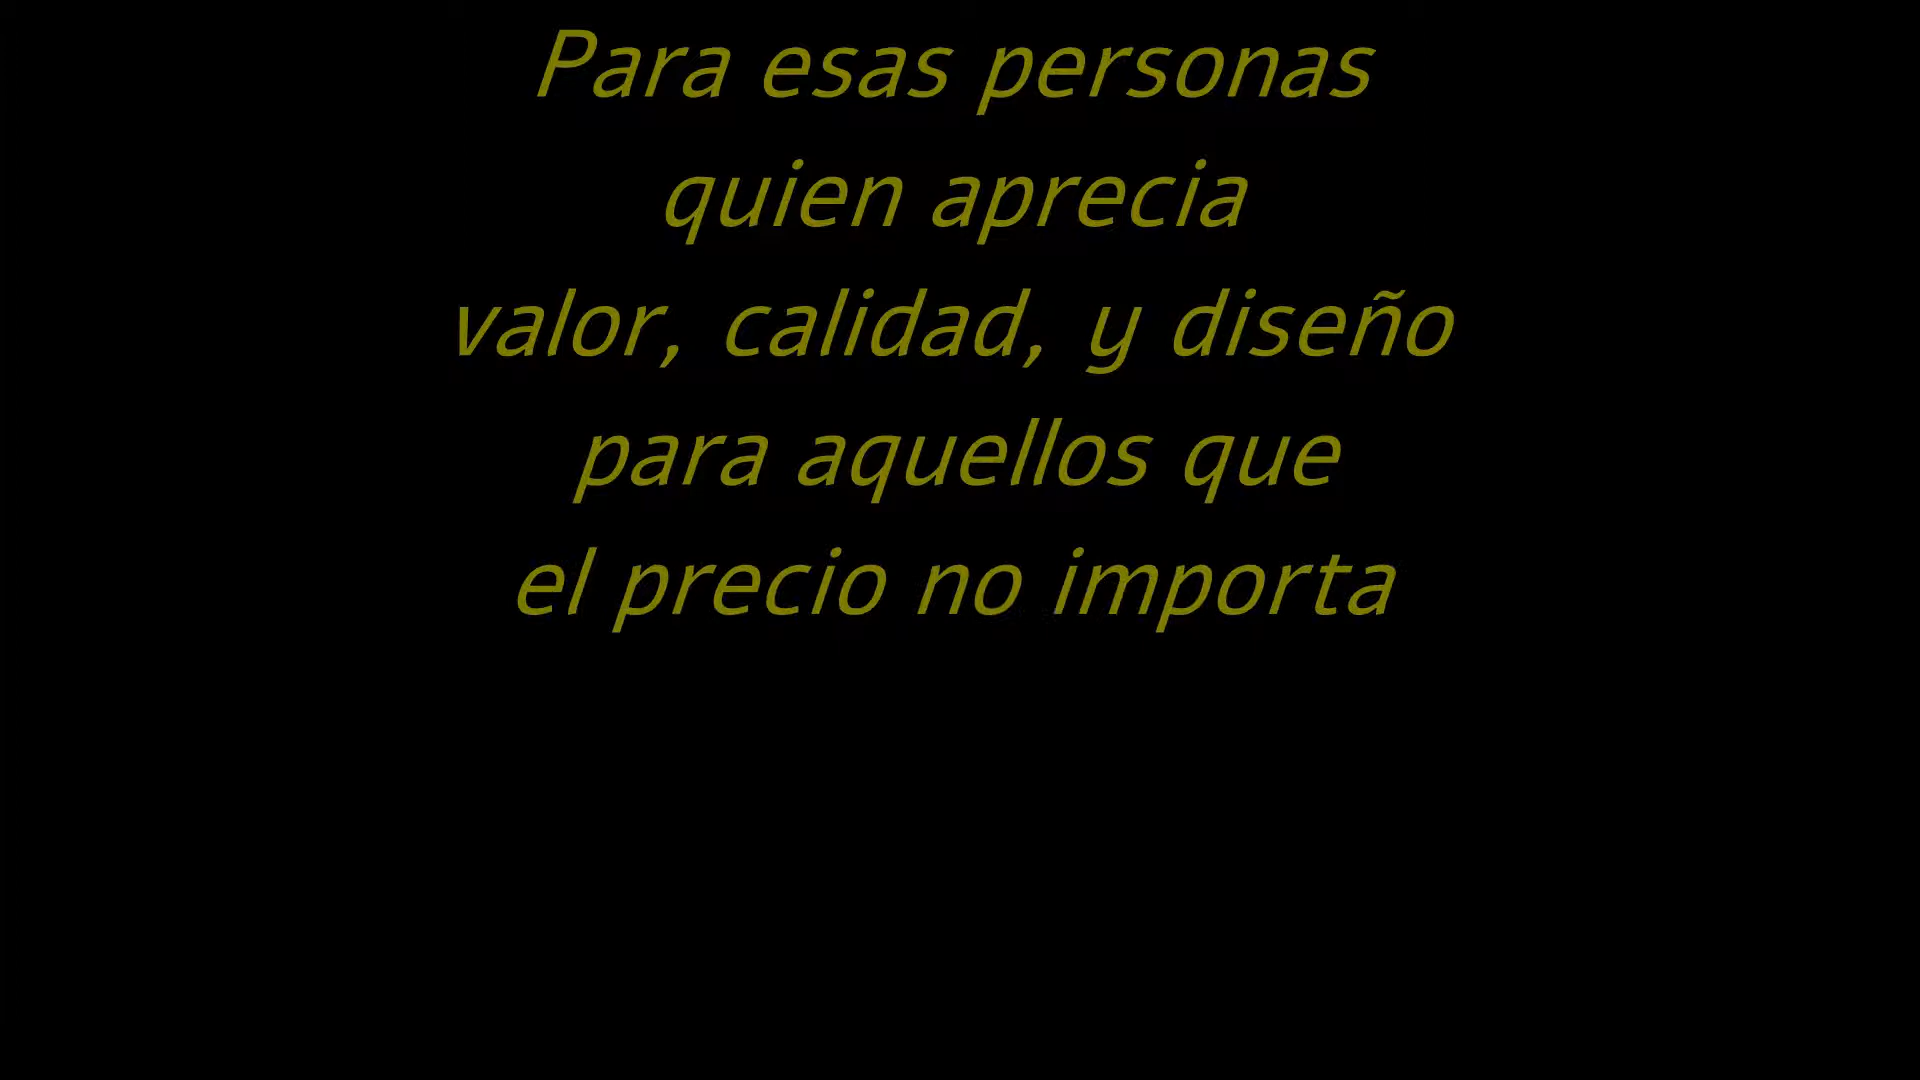 Para esas personas
quien aprecia
valor, calidad, y diseño
para aquellos que
el precio no importa